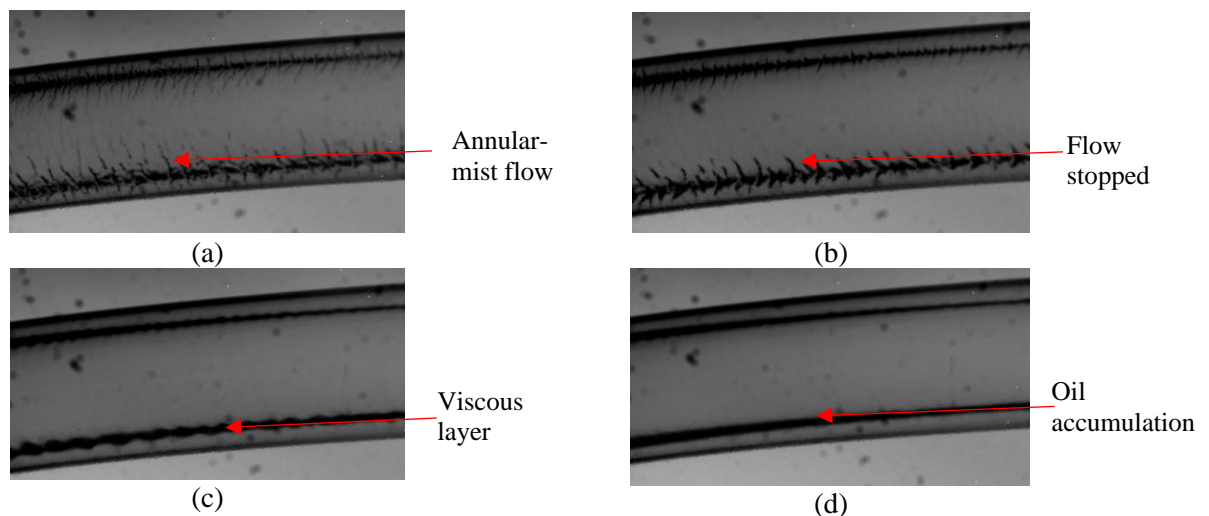 Annular-
mist flow
Flow
stopped
(a)
(b)
Viscous
layer
Oil
accumulation
(c)
(d)